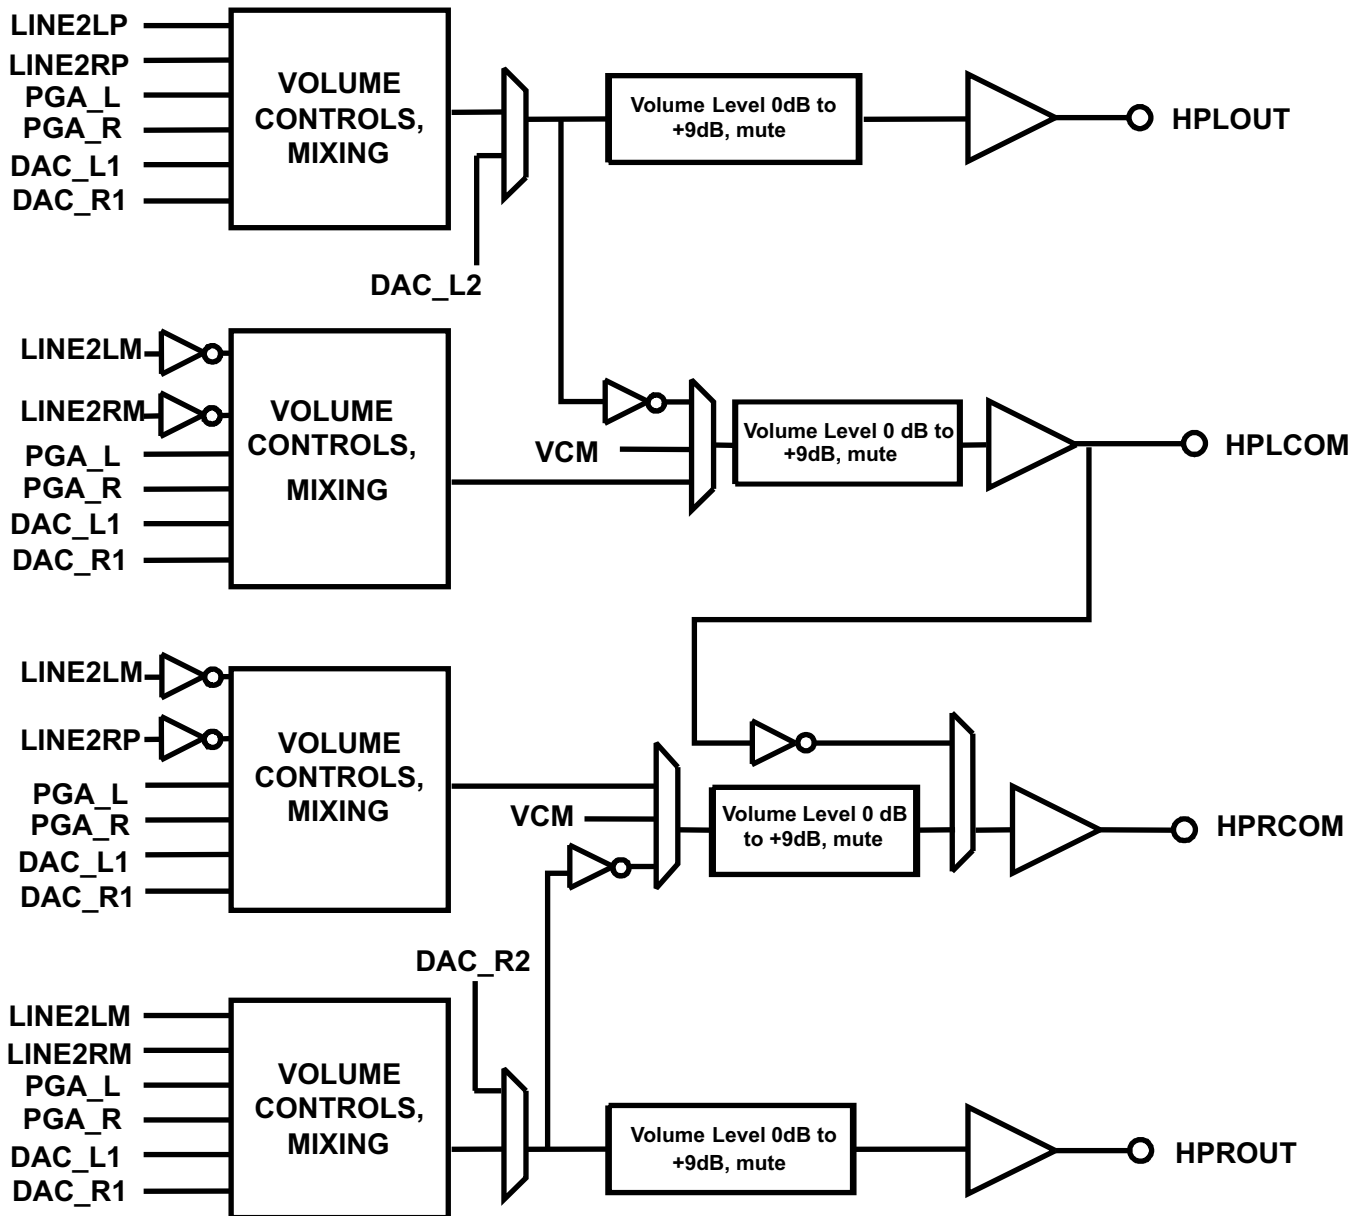 LINE2LP
LINE2RP
PGA_L
PGA_R
DAC_L1
DAC_R1
VOLUME
CONTROLS,
MIXING
DAC_L2
Volume Level 0dB to
+9dB, mute
HPLOUT
LINE2LM
LINE2RM
PGA_L
PGA_R
DAC_L1
DAC_R1
VOLUME
CONTROLS,
MIXING
VCM
Volume Level 0 dB to
+9dB, mute
HPLCOM
LINE2LM
LINE2RP
PGA_L
PGA_R
DAC_L1
DAC_R1
VOLUME
CONTROLS,
MIXING
VCM
Volume Level 0 dB
to +9dB, mute
HPRCOM
DAC_R2
LINE2LM
LINE2RM
PGA_L
PGA_R
DAC_L1
DAC_R1
VOLUME
CONTROLS,
MIXING
Volume Level 0dB to
+9dB, mute
HPROUT